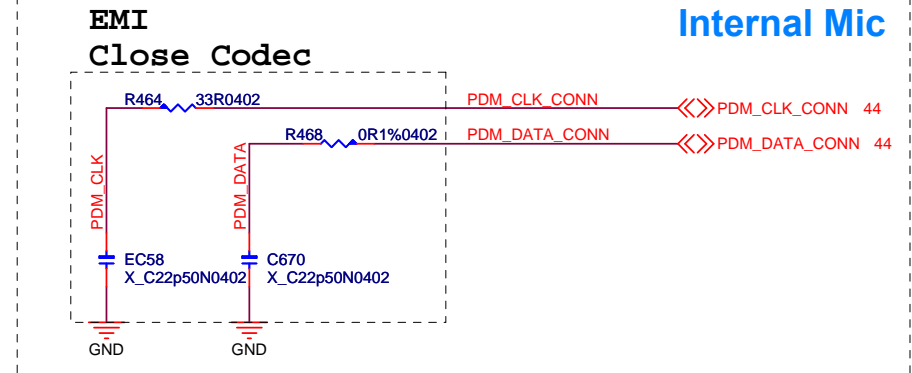 EMI
Internal Mic
Close Codec
R464 33R0402 PDM_CLK_CONN PDM_CLK_CONN 44
R468 0R1%0402 PDM_DATA_CONN PDM_DATA_CONN 44
PDM_CLK
PDM_DATA
EC58 C670
X_C22p50N0402 X_C22p50N0402
GND GND